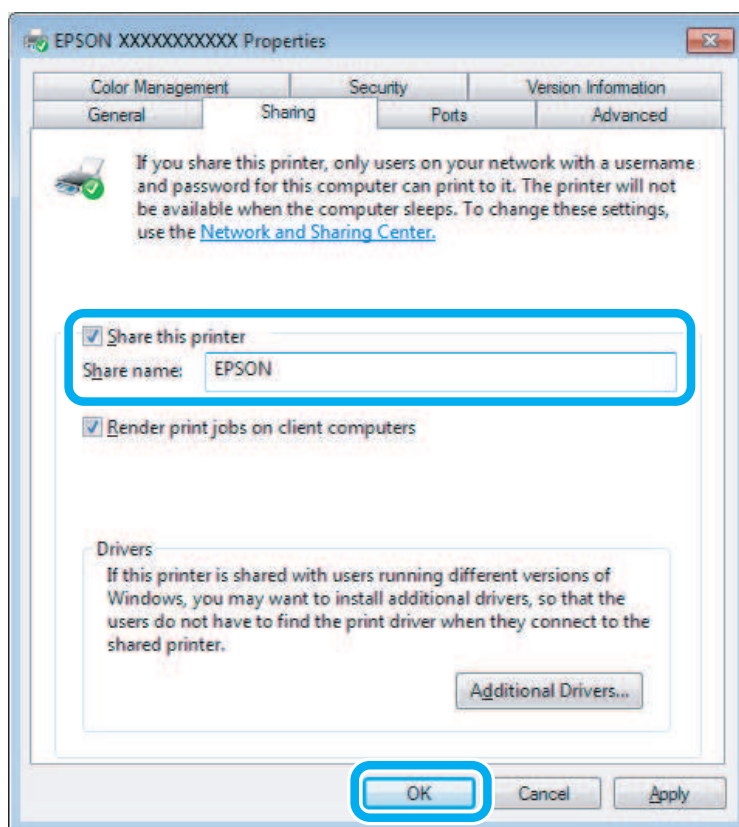 EPSON XXXXXXXXXXX Properties
Color Management Security Version Information
General Sharing Ports Advanced
If you share this printer, only users on your network with a username
and password for this computer can print to it. The printer will not
be available when the computer sleeps. To change these settings,
use the Network and Sharing Center.
Share this printer
Share name: EPSON
Render print jobs on client computers
Drivers
If this printer is shared with users running different versions of
Windows, you may want to install additional drivers, so that the
users do not have to find the print driver when they connect to the
shared printer.
Additional Drivers...
OK Cancel Apply